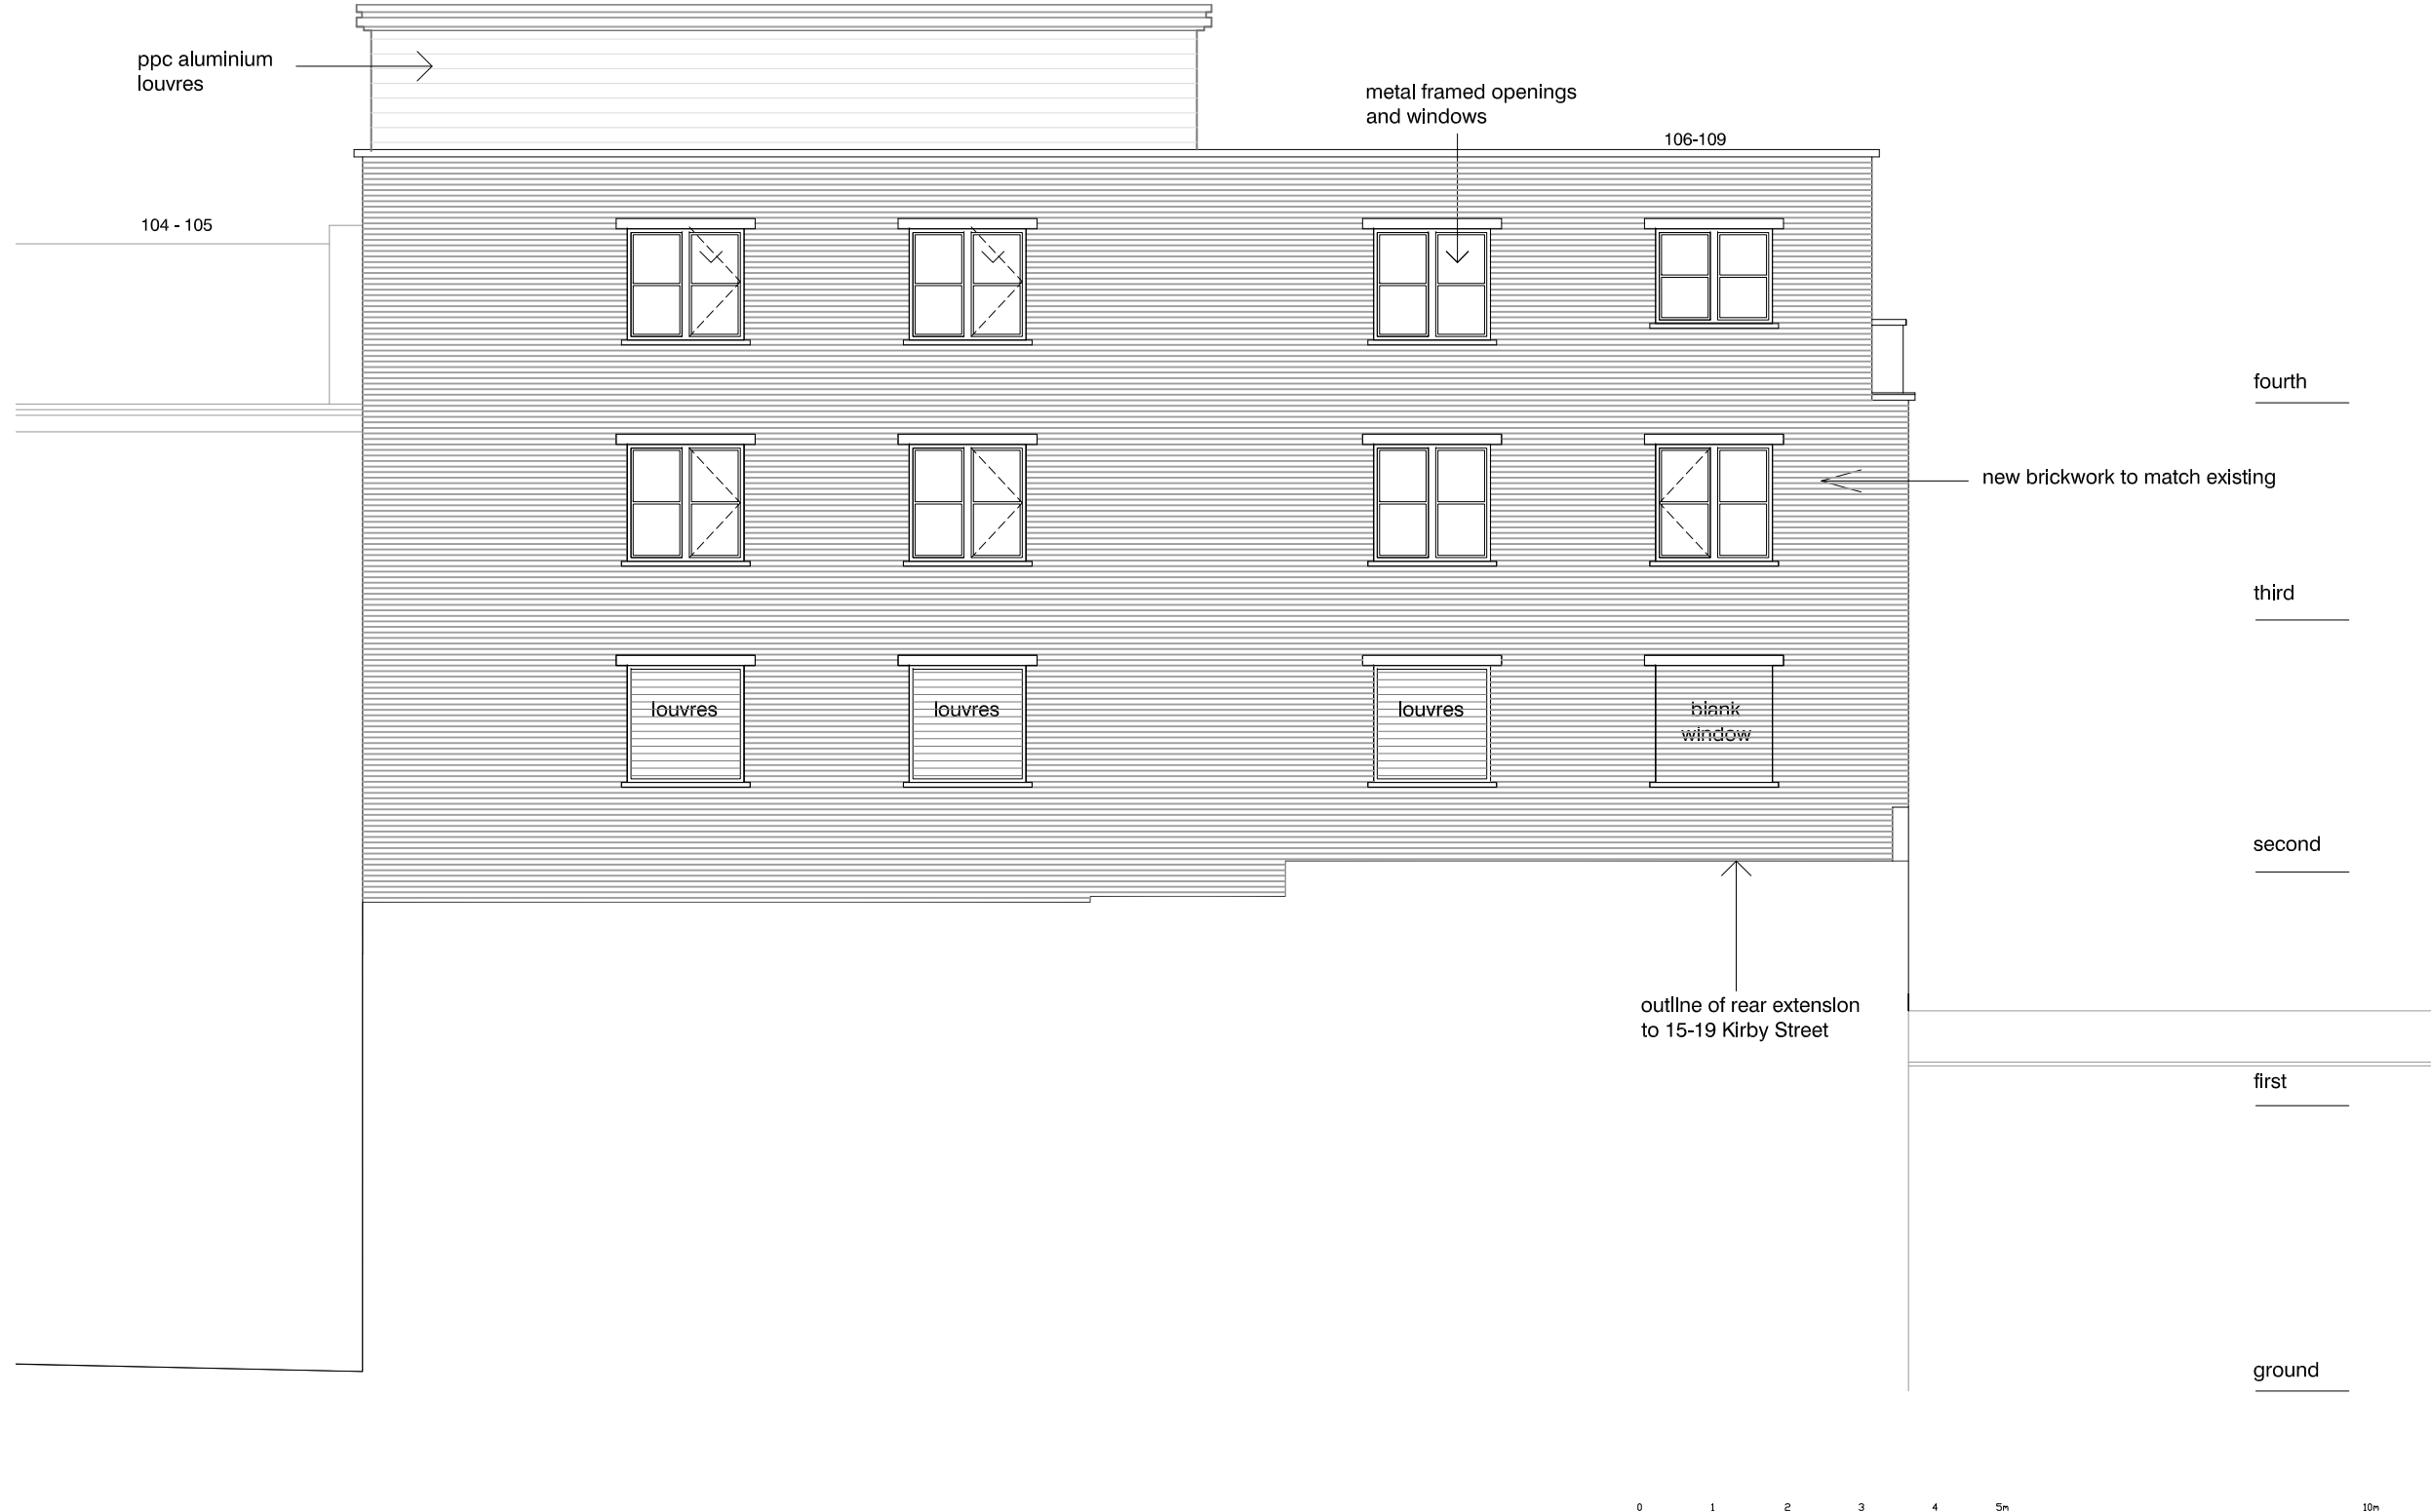 ppc aluminium
louvres
metal framed openings
and windows
106-109
104 - 105
fourth
new brickwork to match existing
third
louvres
louvres
louvres
blank
window
second
outline of rear extension
to 15-19 Kirby Street
first
ground
0 1 2 3 4 5m 10m